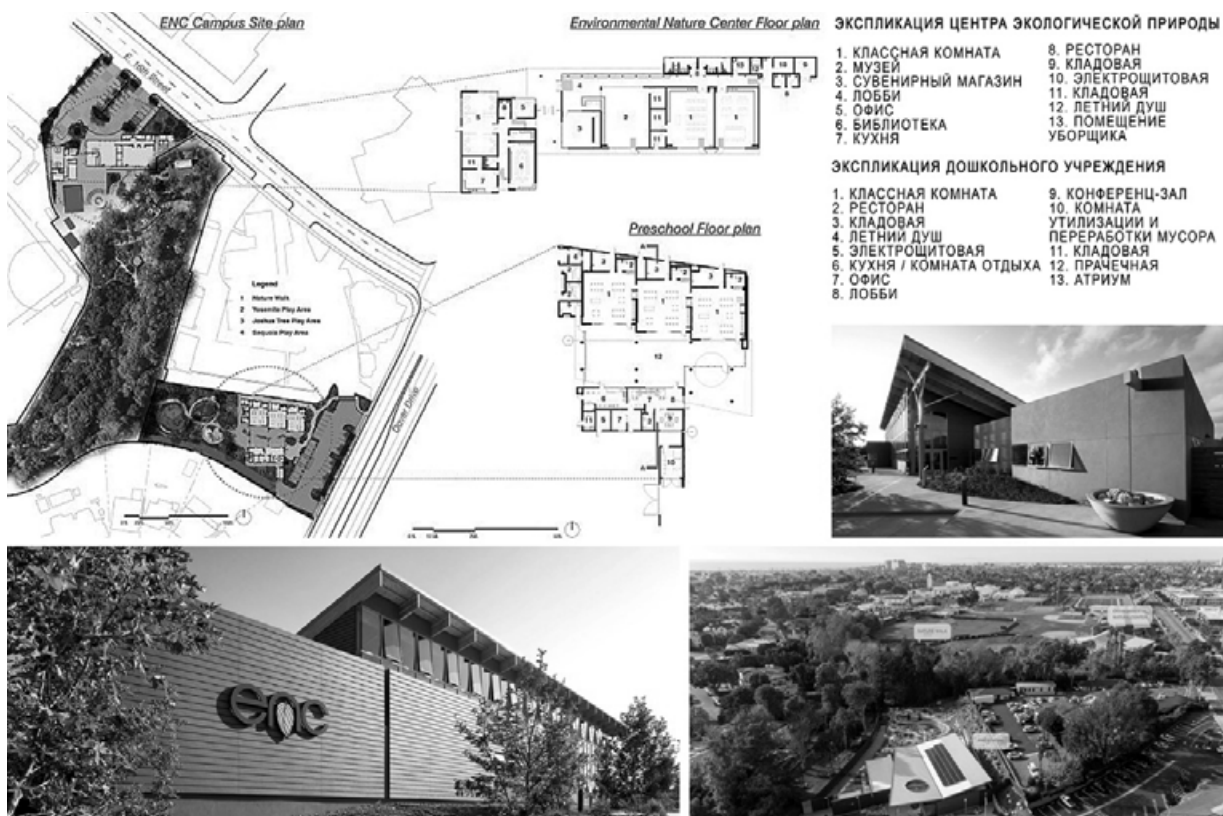 ENC Campus Site plan
E. 16th Street
Dover Drive
Legend
1 Nature Walk
2 Yosemite Play Area
3 Joshua Tree Play Area
4 Sequoia Play Area
Environmental Nature Center Floor plan
Preschool Floor plan
ЭКСПЛИКАЦИЯ ЦЕНТРА ЭКОЛОГИЧЕСКОЙ ПРИРОДЫ
1. КЛАССНАЯ КОМНАТА
2. МУЗЕЙ
3. СУВЕНИРНЫЙ МАГАЗИН
4. ЛОББИ
5. ОФИС
6. БИБЛИОТЕКА
7. КУХНЯ
8. РЕСТОРАН
9. КЛАДОВАЯ
10. ЭЛЕКТРОЩИТОВАЯ
11. КЛАДОВАЯ
12. ЛЕТНИЙ ДУШ
13. ПОМЕЩЕНИЕ
УБОРЩИКА
ЭКСПЛИКАЦИЯ ДОШКОЛЬНОГО УЧРЕЖДЕНИЯ
1. КЛАССНАЯ КОМНАТА
2. РЕСТОРАН
3. КЛАДОВАЯ
4. ЛЕТНИЙ ДУШ
5. ЭЛЕКТРОЩИТОВАЯ
6. КУХНЯ / КОМНАТА ОТДЫХА
7. ОФИС
8. ЛОББИ
9. КОНФЕРЕНЦ-ЗАЛ
10. КОМНАТА
УТИЛИЗАЦИИ И
ПЕРЕРАБОТКИ МУСОРА
11. КЛАДОВАЯ
12. ПРАЧЕЧНАЯ
13. АТРИУМ
enc